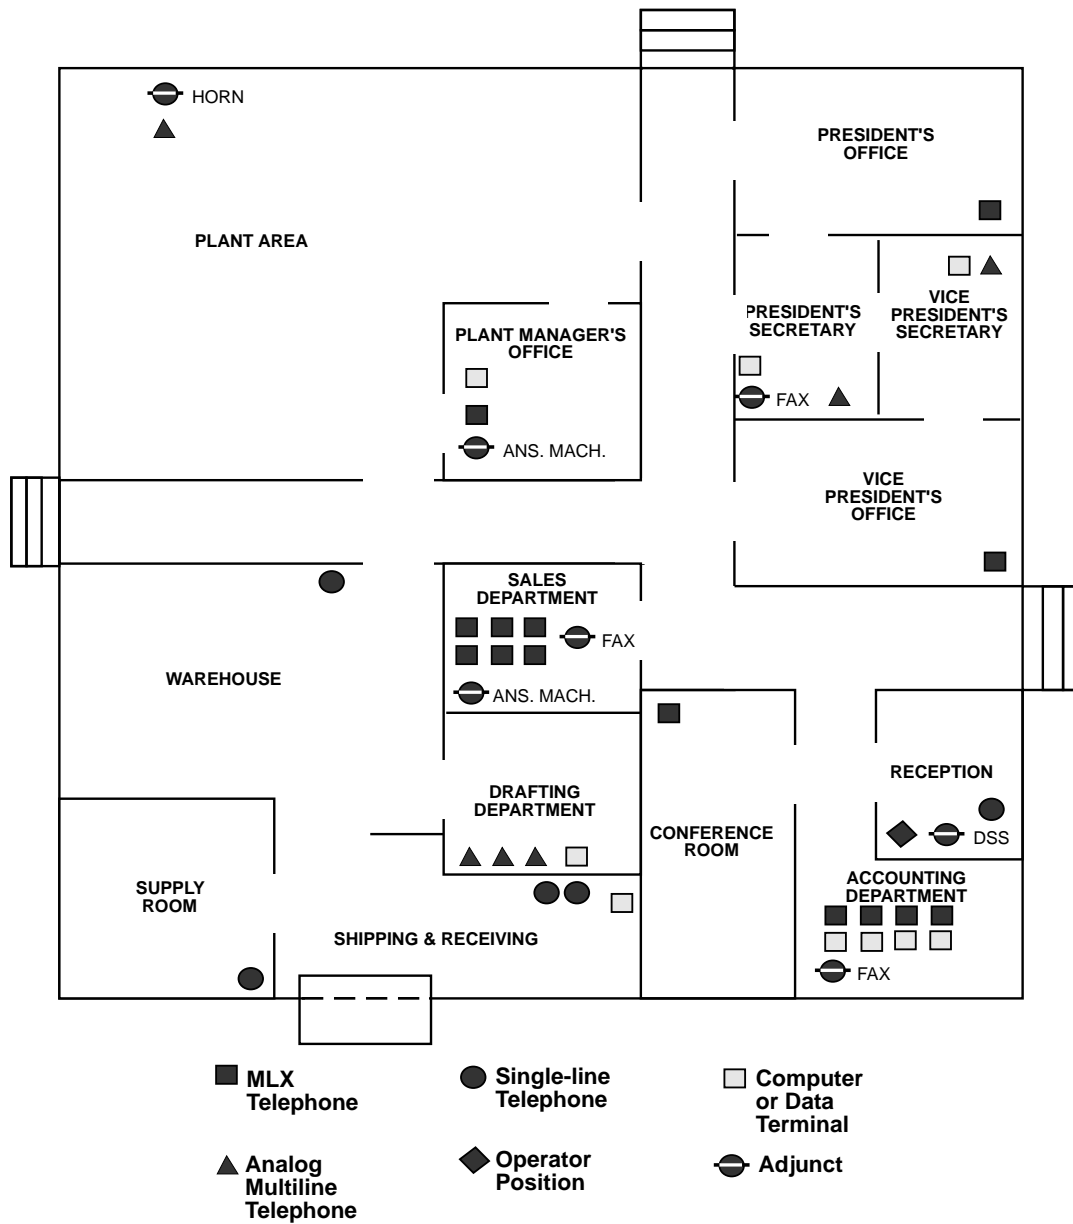 HORN
PRESIDENT'S
OFFICE
PLANT AREA
VICE
PRESIDENT'S
SECRETARY
PRESIDENT'S
SECRETARY
PLANT MANAGER'S
OFFICE
FAX
ANS. MACH.
VICE
PRESIDENT'S
OFFICE
SALES
DEPARTMENT
FAX
WAREHOUSE
ANS. MACH.
RECEPTION
DRAFTING
DEPARTMENT
CONFERENCE
ROOM
DSS
SUPPLY
ROOM
ACCOUNTING
DEPARTMENT
SHIPPING & RECEIVING
FAX
MLX
Telephone
Single-line
Telephone
Computer
or Data
Terminal
Analog
Multiline
Telephone
Operator
Position
Adjunct